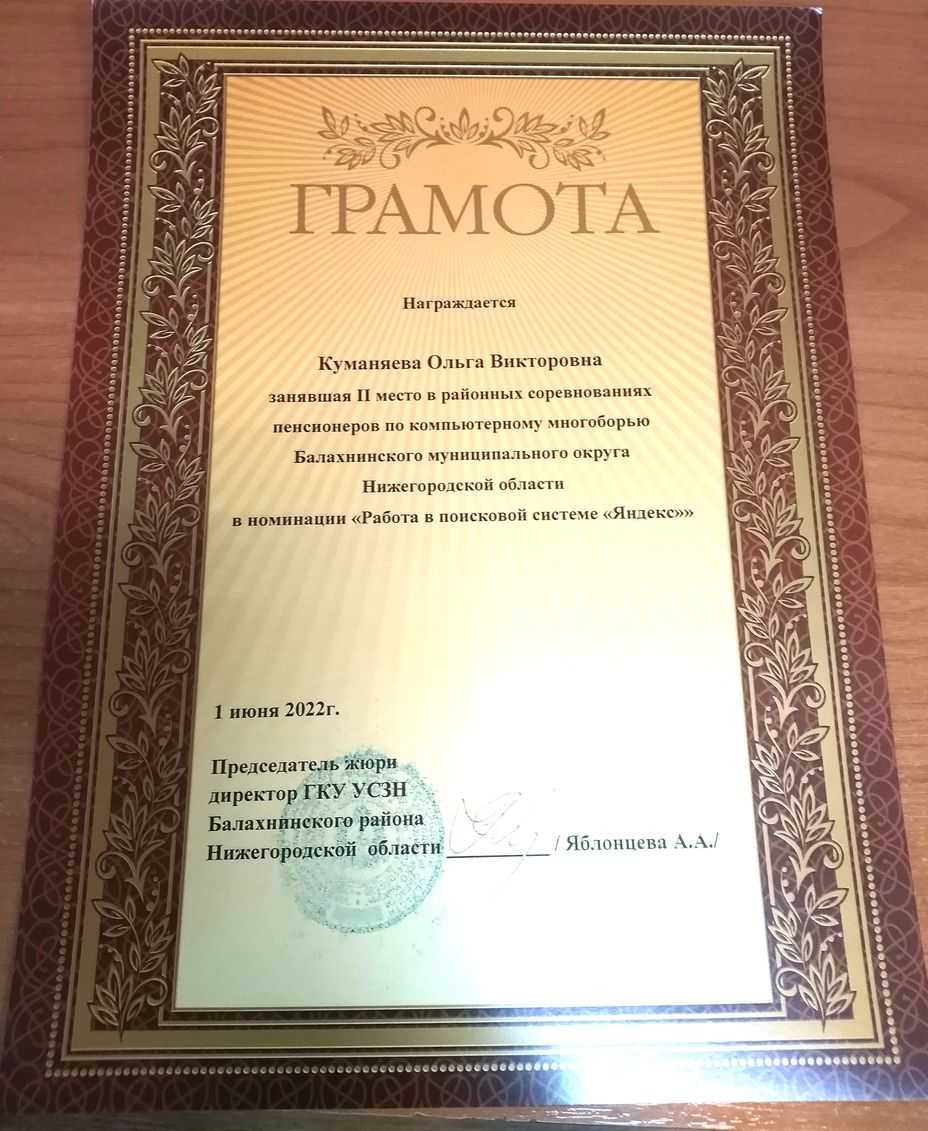 ГРАМОТА
Награждается
Куманяева Ольга Викторовна
занявшая II место в районных соревнованиях
пенсионеров по компьютерному многоборью
Балахнинского муниципального округа
Нижегородской области
в номинации «Работа в поисковой системе «Яндекс»»
1 июня 2022г.
Председатель жюри
директор ГКУ УСЗН
Балахнинского района
Нижегородской области __________ / Яблонцева А.А./